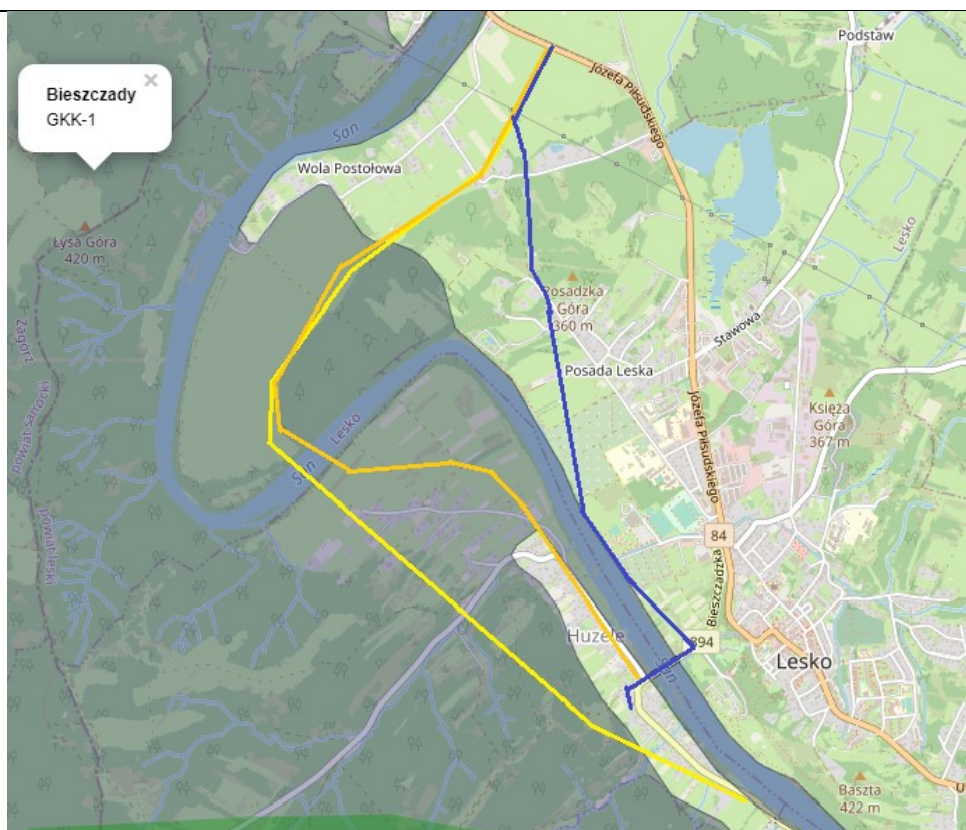 Podstaw
Józefa Piłsudskiego
×
Bieszczady
GKK-1
San
Wola Postołowa
Łysa Góra
420 m
Lesko
Posadzka
Góra
360 m
Zagórz
Stawowa
Posada Leska
Józefa Piłsudskiego
Księża
Góra
367 m
Lesko
San
powiat sanocki
powiat leski
84
Bieszczadzka
Huzele
894
San
Lesko
Baszta
422 m
U